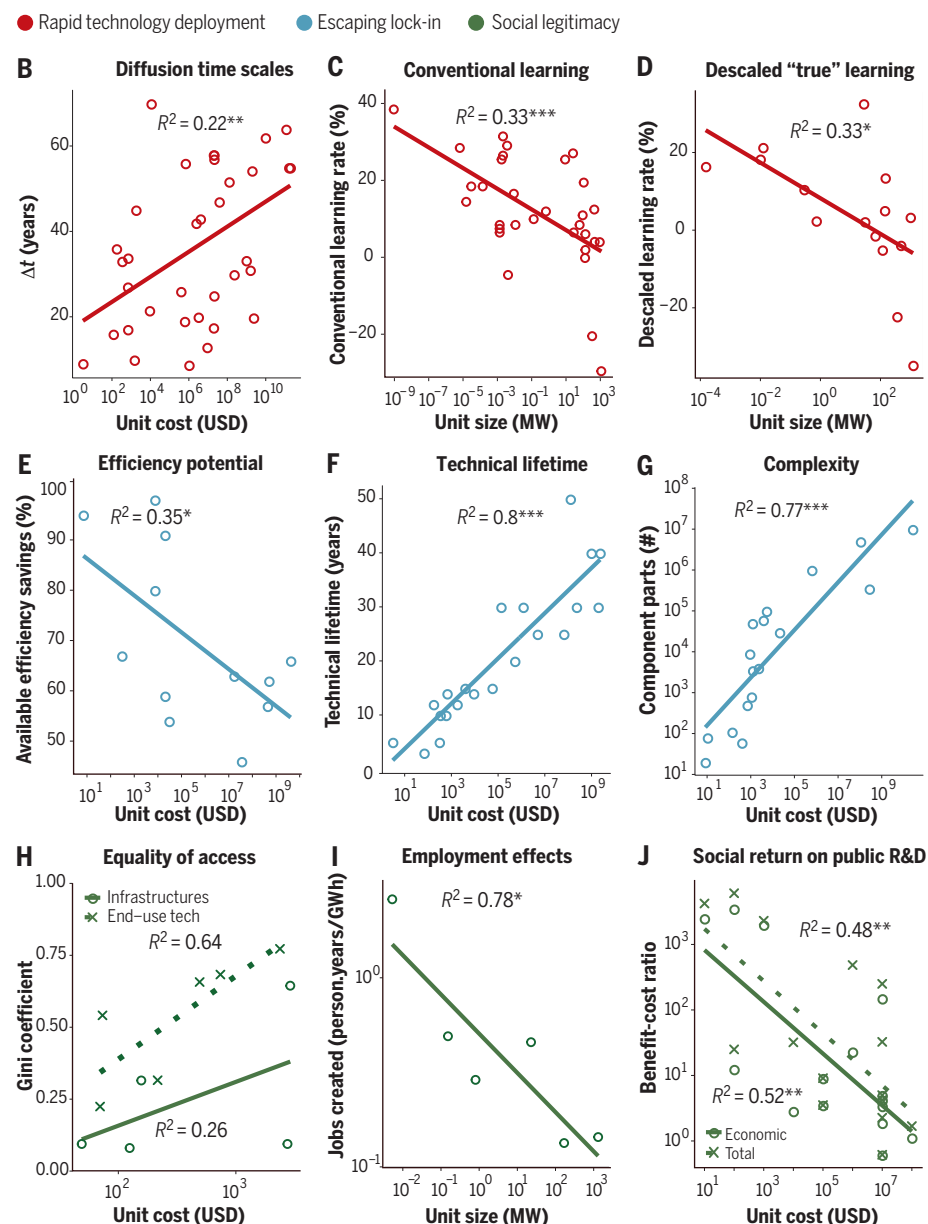 Rapid technology deployment Escaping lock-in Social legitimacy
B Diffusion time scales
R² = 0.22**
60
40
20
Δt (years)
10⁰ 10² 10⁴ 10⁶ 10⁸ 10¹⁰
Unit cost (USD)
C Conventional learning
R² = 0.33***
40
20
0
−20
Conventional learning rate (%)
10⁻⁹ 10⁻⁷ 10⁻⁵ 10⁻³ 10⁻¹ 10¹ 10³
Unit size (MW)
D Descaled “true” learning
R² = 0.33*
20
0
−20
Descaled learning rate (%)
10⁻⁴ 10⁻² 10⁰ 10²
Unit size (MW)
E Efficiency potential
R² = 0.35*
100
90
80
70
60
50
Available efficiency savings (%)
10¹ 10³ 10⁵ 10⁷ 10⁹
Unit cost (USD)
F Technical lifetime
R² = 0.8***
50
40
30
20
10
0
Technical lifetime (years)
10¹ 10³ 10⁵ 10⁷ 10⁹
Unit cost (USD)
G Complexity
R² = 0.77***
10⁸
10⁷
10⁶
10⁵
10⁴
10³
10²
10¹
Component parts (#)
10¹ 10³ 10⁵ 10⁷ 10⁹
Unit cost (USD)
H Equality of access
1.00
0.75
0.50
0.25
0.00
Infrastructures
End−use tech
R² = 0.64
R² = 0.26
Gini coefficient
10² 10³
Unit cost (USD)
I Employment effects
R² = 0.78*
10⁰
10⁻¹
Jobs created (person.years/GWh)
10⁻² 10⁻¹ 10⁰ 10¹ 10² 10³
Unit size (MW)
J Social return on public R&D
R² = 0.48**
10³
10²
10¹
10⁰
R² = 0.52**
Economic
Total
Benefit-cost ratio
10¹ 10³ 10⁵ 10⁷
Unit cost (USD)